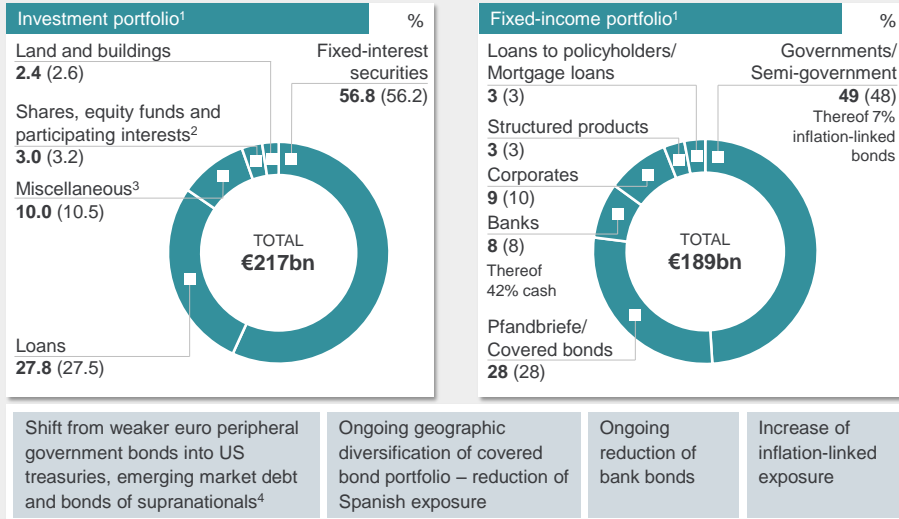 Investment portfolio¹ %
Land and buildings
2.4 (2.6)
Fixed-interest
securities
56.8 (56.2)
Shares, equity funds and
participating interests²
3.0 (3.2)
Miscellaneous³
10.0 (10.5)
TOTAL
€217bn
Loans
27.8 (27.5)
Fixed-income portfolio¹ %
Loans to policyholders/
Mortgage loans
3 (3)
Governments/
Semi-government
49 (48)
Thereof 7%
inflation-linked
bonds
Structured products
3 (3)
Corporates
9 (10)
Banks
8 (8)
Thereof
42% cash
TOTAL
€189bn
Pfandbriefe/
Covered bonds
28 (28)
Shift from weaker euro peripheral
government bonds into US
treasuries, emerging market debt
and bonds of supranationals⁴
Ongoing geographic
diversification of covered
bond portfolio – reduction of
Spanish exposure
Ongoing
reduction of
bank bonds
Increase of
inflation-linked
exposure